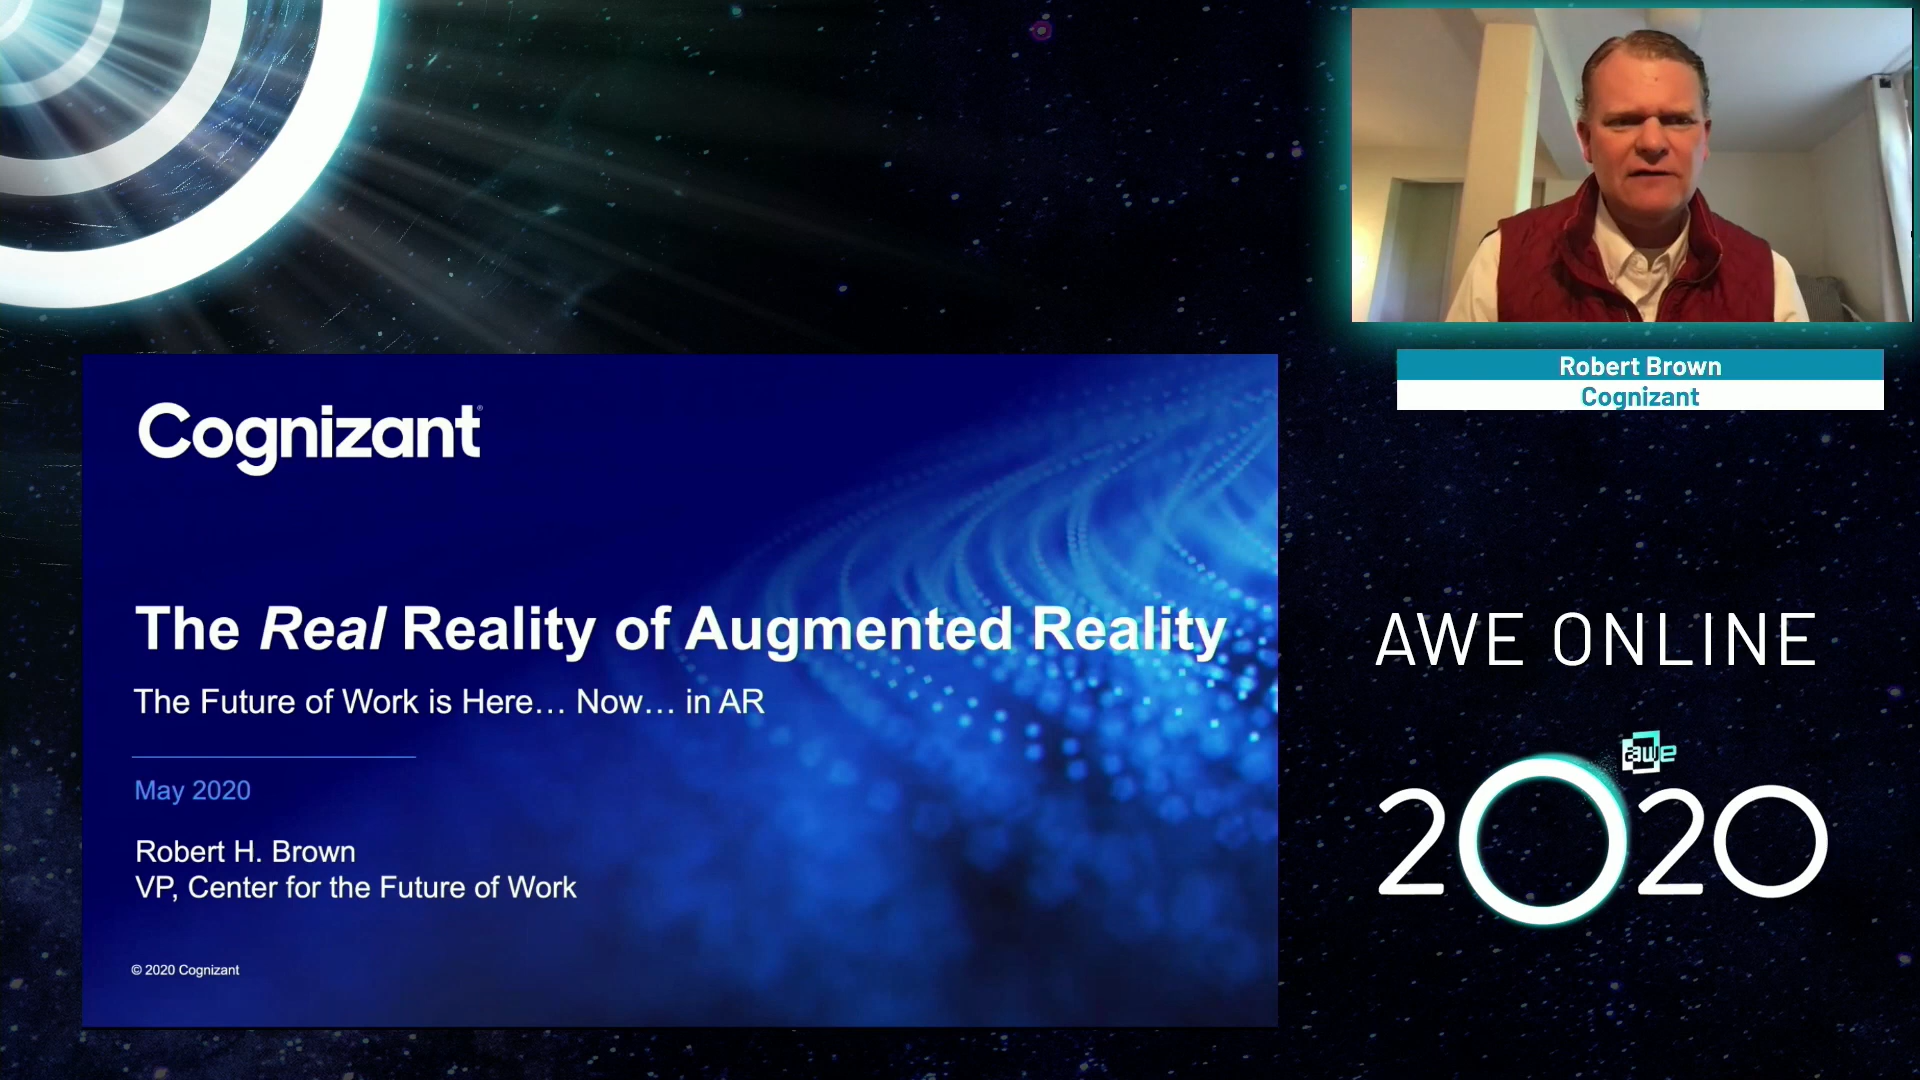 Cognizant
The Real Reality of Augmented Reality
The Future of Work is Here… Now… in AR
May 2020
Robert H. Brown
VP, Center for the Future of Work
© 2020 Cognizant
Robert Brown
Cognizant
AWE ONLINE
awe
2020